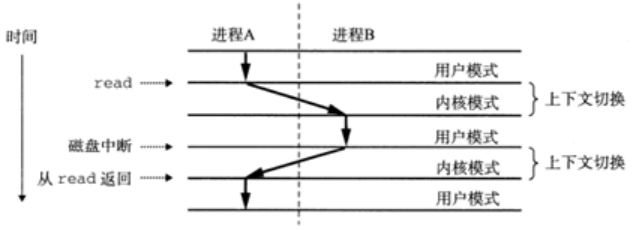 进程A 进程B
时间
用户模式
read
内核模式 上下文切换
用户模式
磁盘中断
内核模式 上下文切换
从 read 返回
用户模式